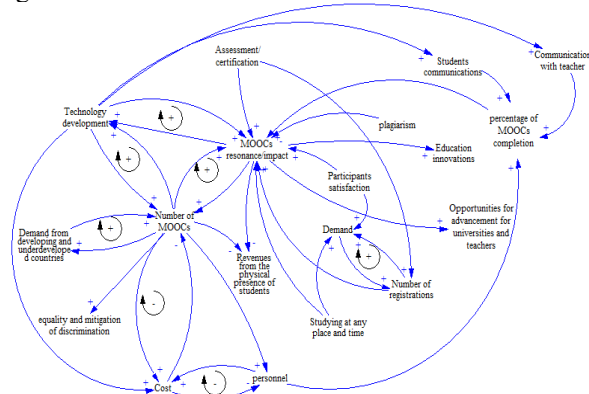 Communication
with teacher
Assessment/
certification
Students
communications
Technology
development
plagiarism
percentage of
MOOCs
completion
MOOCs
resonance/impact
Education
innovations
Participants
satisfaction
Number of
MOOCs
Demand from
developing and
underdevelope
d countries
Demand
Opportunities for
advancement for
universities and
teachers
Revenues
from the
physical
presence of
students
Number of
registrations
equality and mitigation
of discrimination
Studying at any
place and time
Cost
personnel